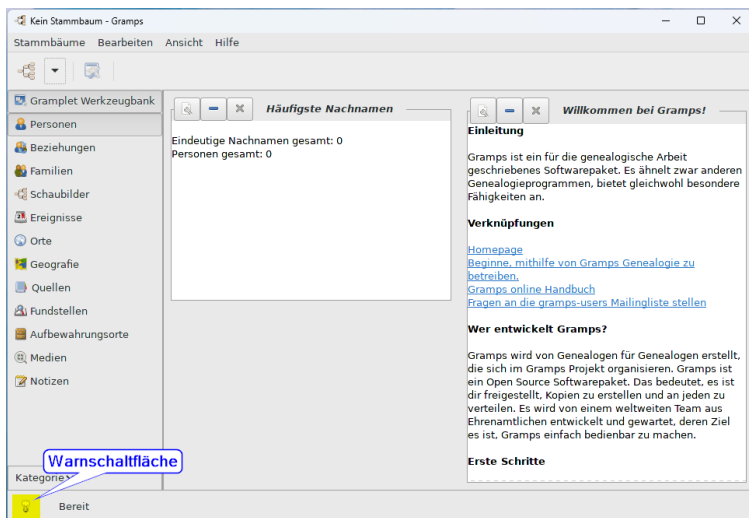 Kein Stammbaum - Gramps
Stammbäume Bearbeiten Ansicht Hilfe
Gramplet Werkzeugbank
Personen
Beziehungen
Familien
Schaubilder
Ereignisse
Orte
Geografie
Quellen
Fundstellen
Aufbewahrungsorte
Medien
Notizen
Warnschaltfläche
Kategorie
Bereit
Häufigste Nachnamen
Eindeutige Nachnamen gesamt: 0
Personen gesamt: 0
Willkommen bei Gramps!
Einleitung
Gramps ist ein für die genealogische Arbeit
geschriebenes Softwarepaket. Es ähnelt zwar anderen
Genealogieprogrammen, bietet gleichwohl besondere
Fähigkeiten an.
Verknüpfungen
Homepage
Beginne, mithilfe von Gramps Genealogie zu
betreiben.
Gramps online Handbuch
Fragen an die gramps-users Mailingliste stellen
Wer entwickelt Gramps?
Gramps wird von Genealogen für Genealogen erstellt,
die sich im Gramps Projekt organisieren. Gramps ist
ein Open Source Softwarepaket. Das bedeutet, es ist
dir freigestellt, Kopien zu erstellen und an jeden zu
verteilen. Es wird von einem weltweiten Team aus
Ehrenamtlichen entwickelt und gewartet, deren Ziel
es ist, Gramps einfach bedienbar zu machen.
Erste Schritte